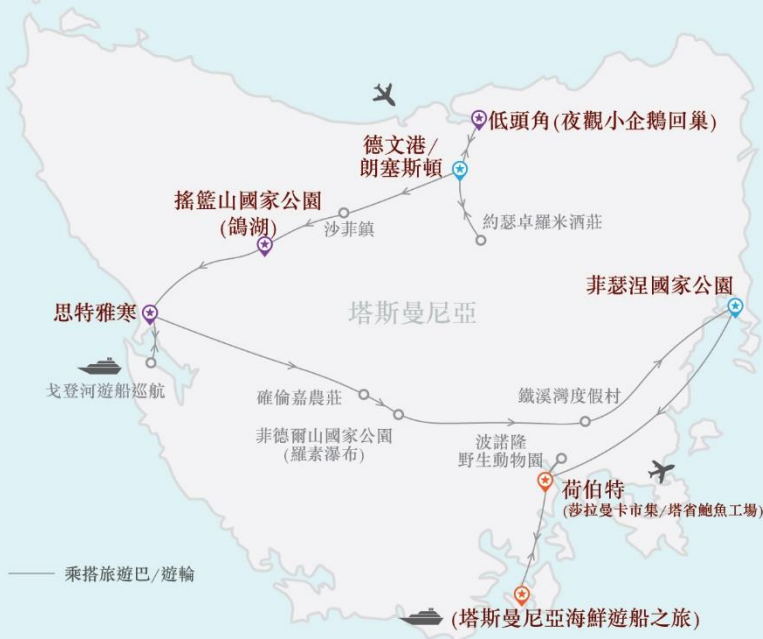 低頭角(夜觀小企鵝回巢)
德文港/
朗塞斯頓
搖籃山國家公園
(鴿湖)
沙菲鎮
約瑟卓羅米酒莊
菲瑟涅國家公園
思特雅寒
塔斯曼尼亞
戈登河遊船巡航
確倫嘉農莊
菲德爾山國家公園
(羅素瀑布)
鐵溪灣度假村
波諾隆
野生動物園
荷伯特
(莎拉曼卡市集/塔省鮑魚工場)
乘搭旅遊巴/遊輪
(塔斯曼尼亞海鮮遊船之旅)